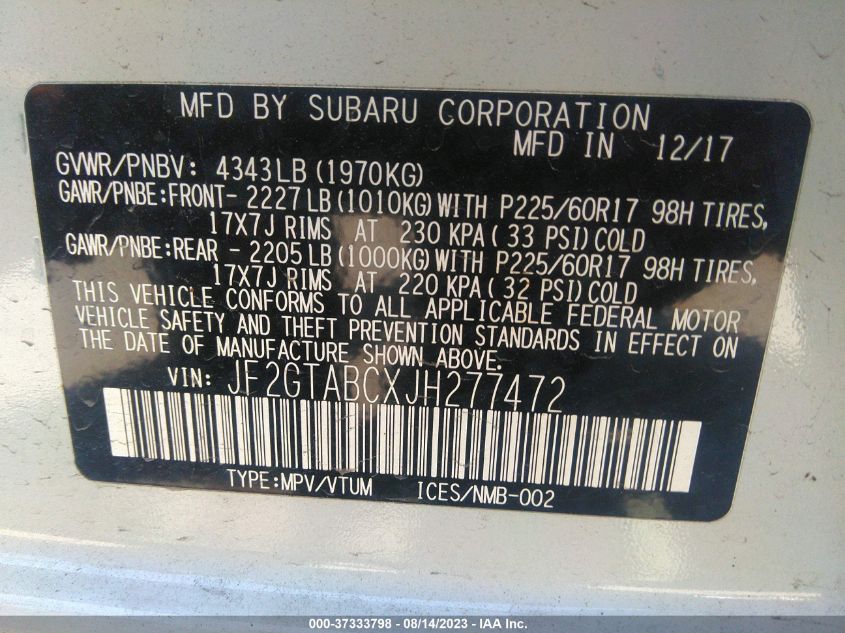 MFD BY SUBARU CORPORATION
MFD IN 12/17
GVWR/PNBV: 4343LB (1970KG)
GAWR/PNBE:FRONT- 2227LB(1010KG)WITH P225/60R17 98H TIRES,
17X7J RIMS AT 230 KPA( 33 PSI)COLD
GAWR/PNBE:REAR - 2205LB(1000KG)WITH P225/60R17 98H TIRES,
17X7J RIMS AT 220 KPA( 32 PSI)COLD
THIS VEHICLE CONFORMS TO ALL APPLICABLE FEDERAL MOTOR
VEHICLE SAFETY AND THEFT PREVENTION STANDARDS IN EFFECT ON
THE DATE OF MANUFACTURE SHOWN ABOVE.
VIN: JF2GTABCXJH277472
TYPE:MPV/VTUM ICES/NMB-002
000-37333798 - 08/14/2023 - IAA Inc.